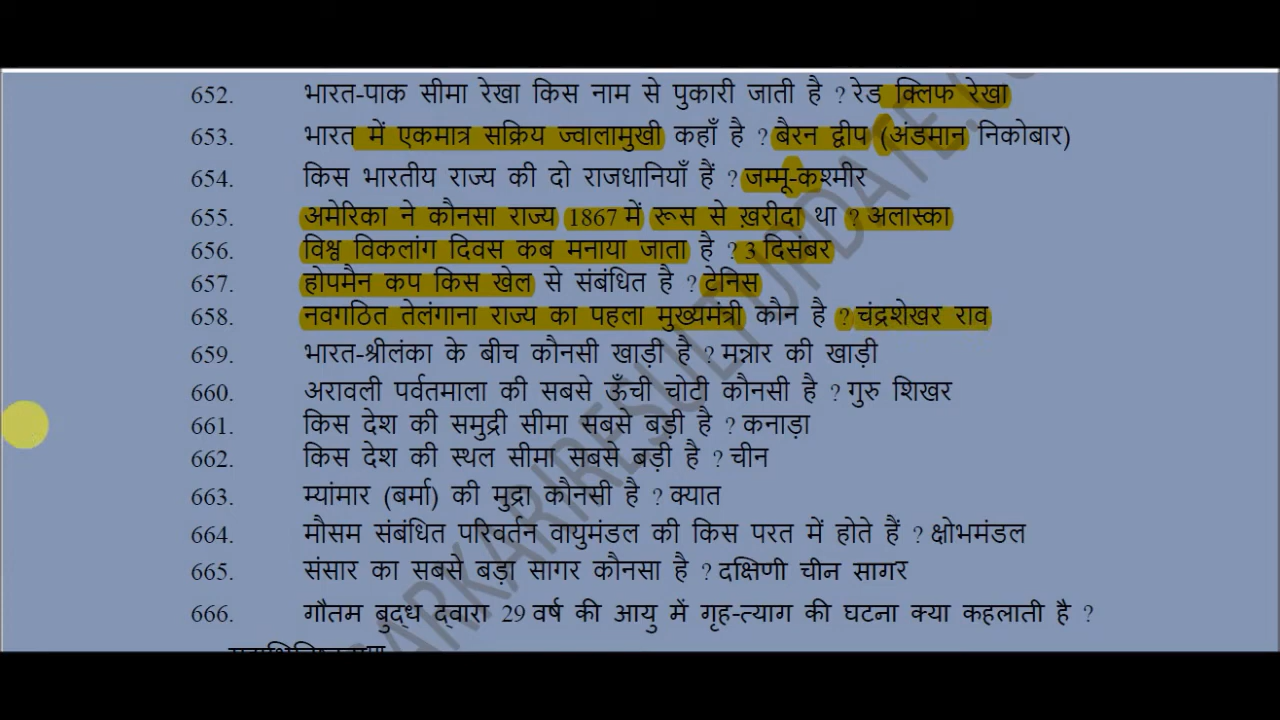 652. भारत-पाक सीमा रेखा किस नाम से पुकारी जाती है ? रेड क्लिफ रेखा
653. भारत में एकमात्र सक्रिय ज्वालामुखी कहाँ है ? बैरन द्वीप (अंडमान निकोबार)
654. किस भारतीय राज्य की दो राजधानियाँ हैं ? जम्मू-कश्मीर
655. अमेरिका ने कौनसा राज्य 1867 में रूस से ख़रीदा था ? अलास्का
656. विश्व विकलांग दिवस कब मनाया जाता है ? 3 दिसंबर
657. होपमैन कप किस खेल से संबंधित है ? टेनिस
658. नवगठित तेलंगाना राज्य का पहला मुख्यमंत्री कौन है ? चंद्रशेखर राव
659. भारत-श्रीलंका के बीच कौनसी खाड़ी है ? मन्नार की खाड़ी
660. अरावली पर्वतमाला की सबसे ऊँची चोटी कौनसी है ? गुरु शिखर
661. किस देश की समुद्री सीमा सबसे बड़ी है ? कनाड़ा
662. किस देश की स्थल सीमा सबसे बड़ी है ? चीन
663. म्यांमार (बर्मा) की मुद्रा कौनसी है ? क्यात
664. मौसम संबंधित परिवर्तन वायुमंडल की किस परत में होते हैं ? क्षोभमंडल
665. संसार का सबसे बड़ा सागर कौनसा है ? दक्षिणी चीन सागर
666. गौतम बुद्ध द्वारा 29 वर्ष की आयु में गृह-त्याग की घटना क्या कहलाती है ?
SARKARIRESULTUPDATE.CO